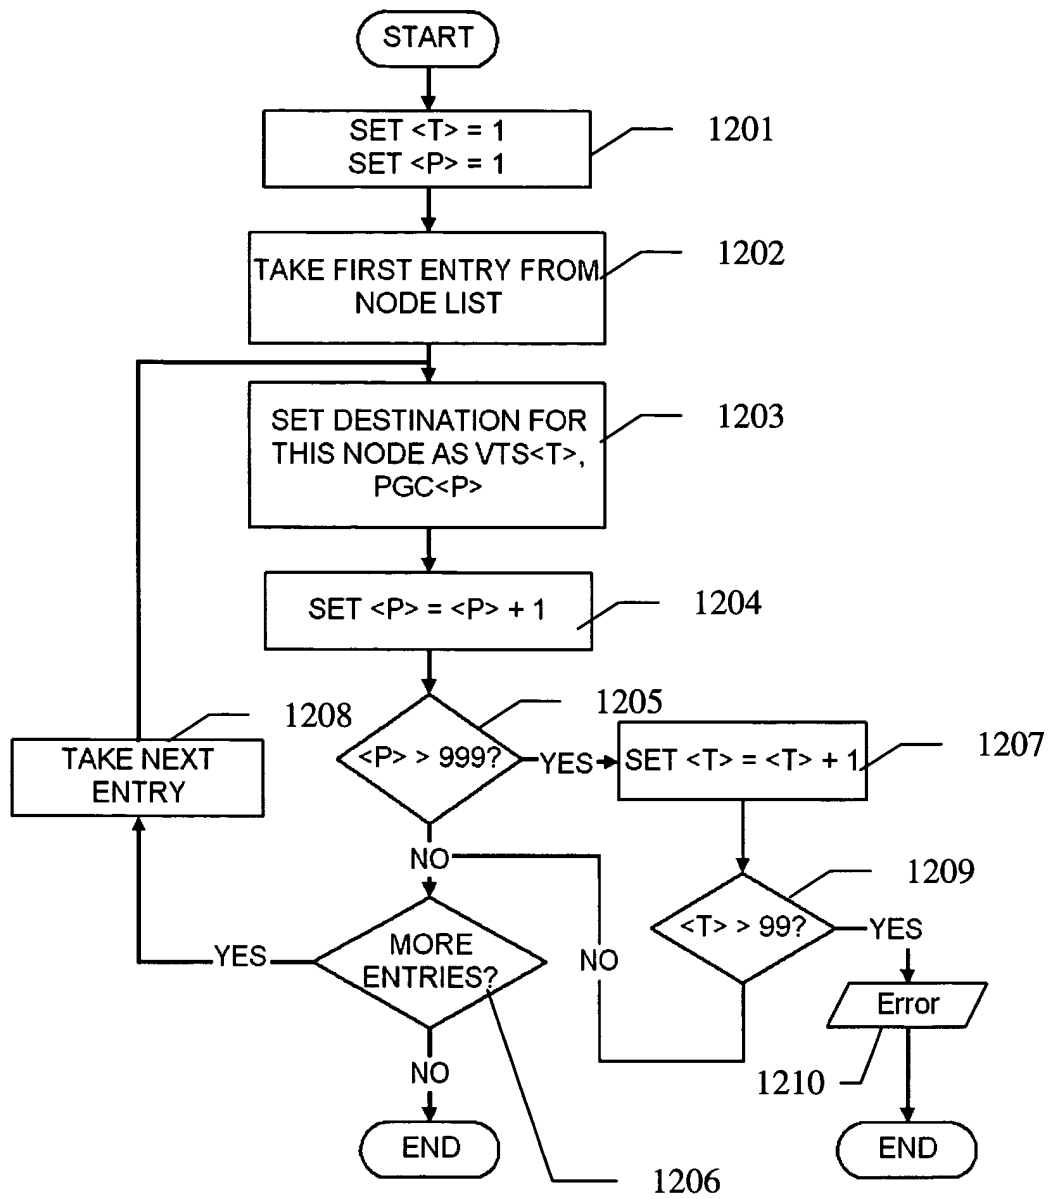 START
SET <T> = 1
SET <P> = 1
1201
TAKE FIRST ENTRY FROM
NODE LIST
1202
SET DESTINATION FOR
THIS NODE AS VTS<T>,
PGC<P>
1203
SET <P> = <P> + 1
1204
<P> > 999?
1205
YES
SET <T> = <T> + 1
1207
TAKE NEXT
ENTRY
1208
NO
<T> > 99?
1209
YES
NO
MORE
ENTRIES?
YES
Error
1210
NO
END
1206
END